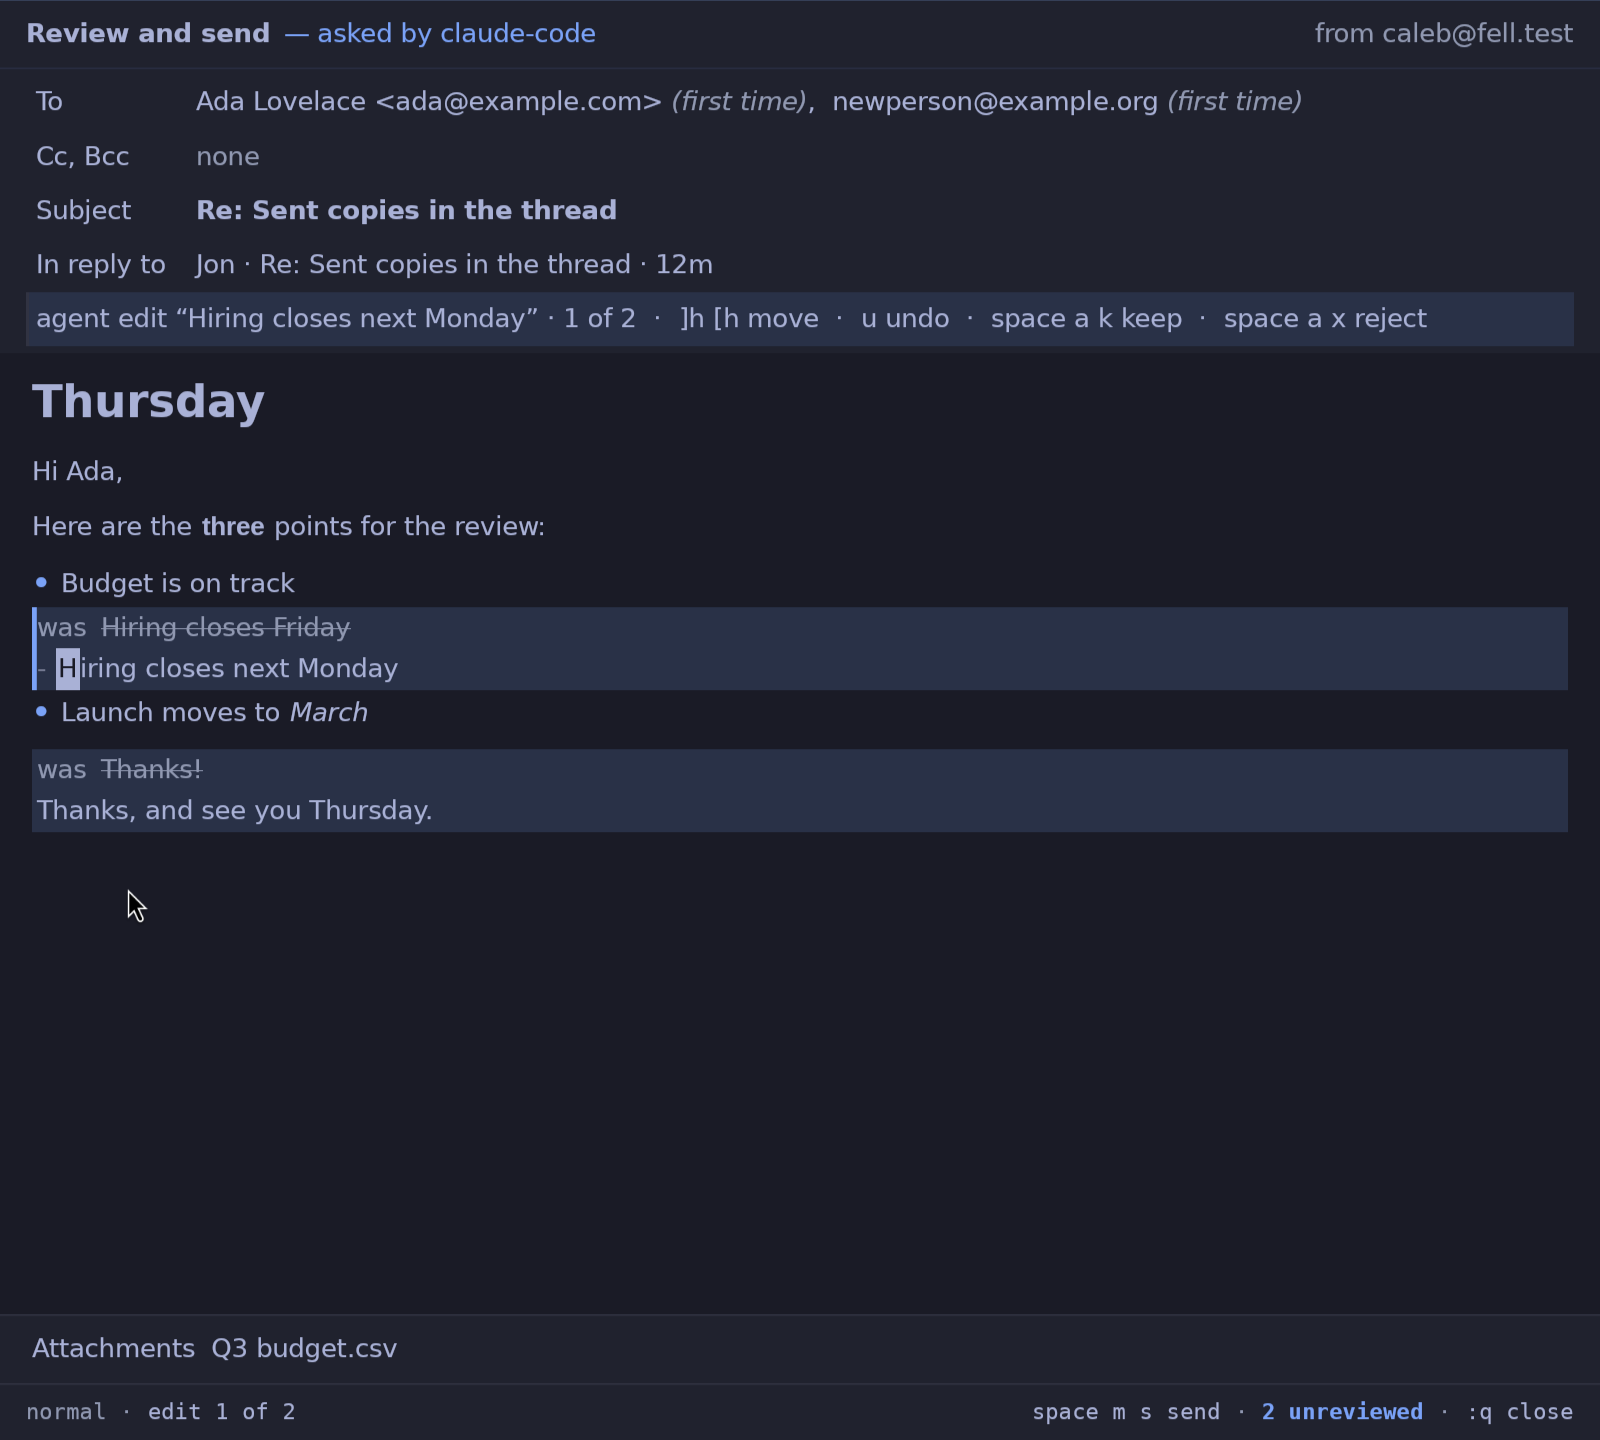 Review and send — asked by claude-code from caleb@fell.test
To Ada Lovelace <ada@example.com> (first time), newperson@example.org (first time)
Cc, Bcc none
Subject Re: Sent copies in the thread
In reply to Jon · Re: Sent copies in the thread · 12m
agent edit “Hiring closes next Monday” · 1 of 2 · ]h [h move · u undo · space a k keep · space a x reject
Thursday
Hi Ada,
Here are the three points for the review:
• Budget is on track
was Hiring closes Friday
- Hiring closes next Monday
• Launch moves to March
was Thanks!
Thanks, and see you Thursday.
Attachments Q3 budget.csv
normal · edit 1 of 2 space m s send · 2 unreviewed · :q close